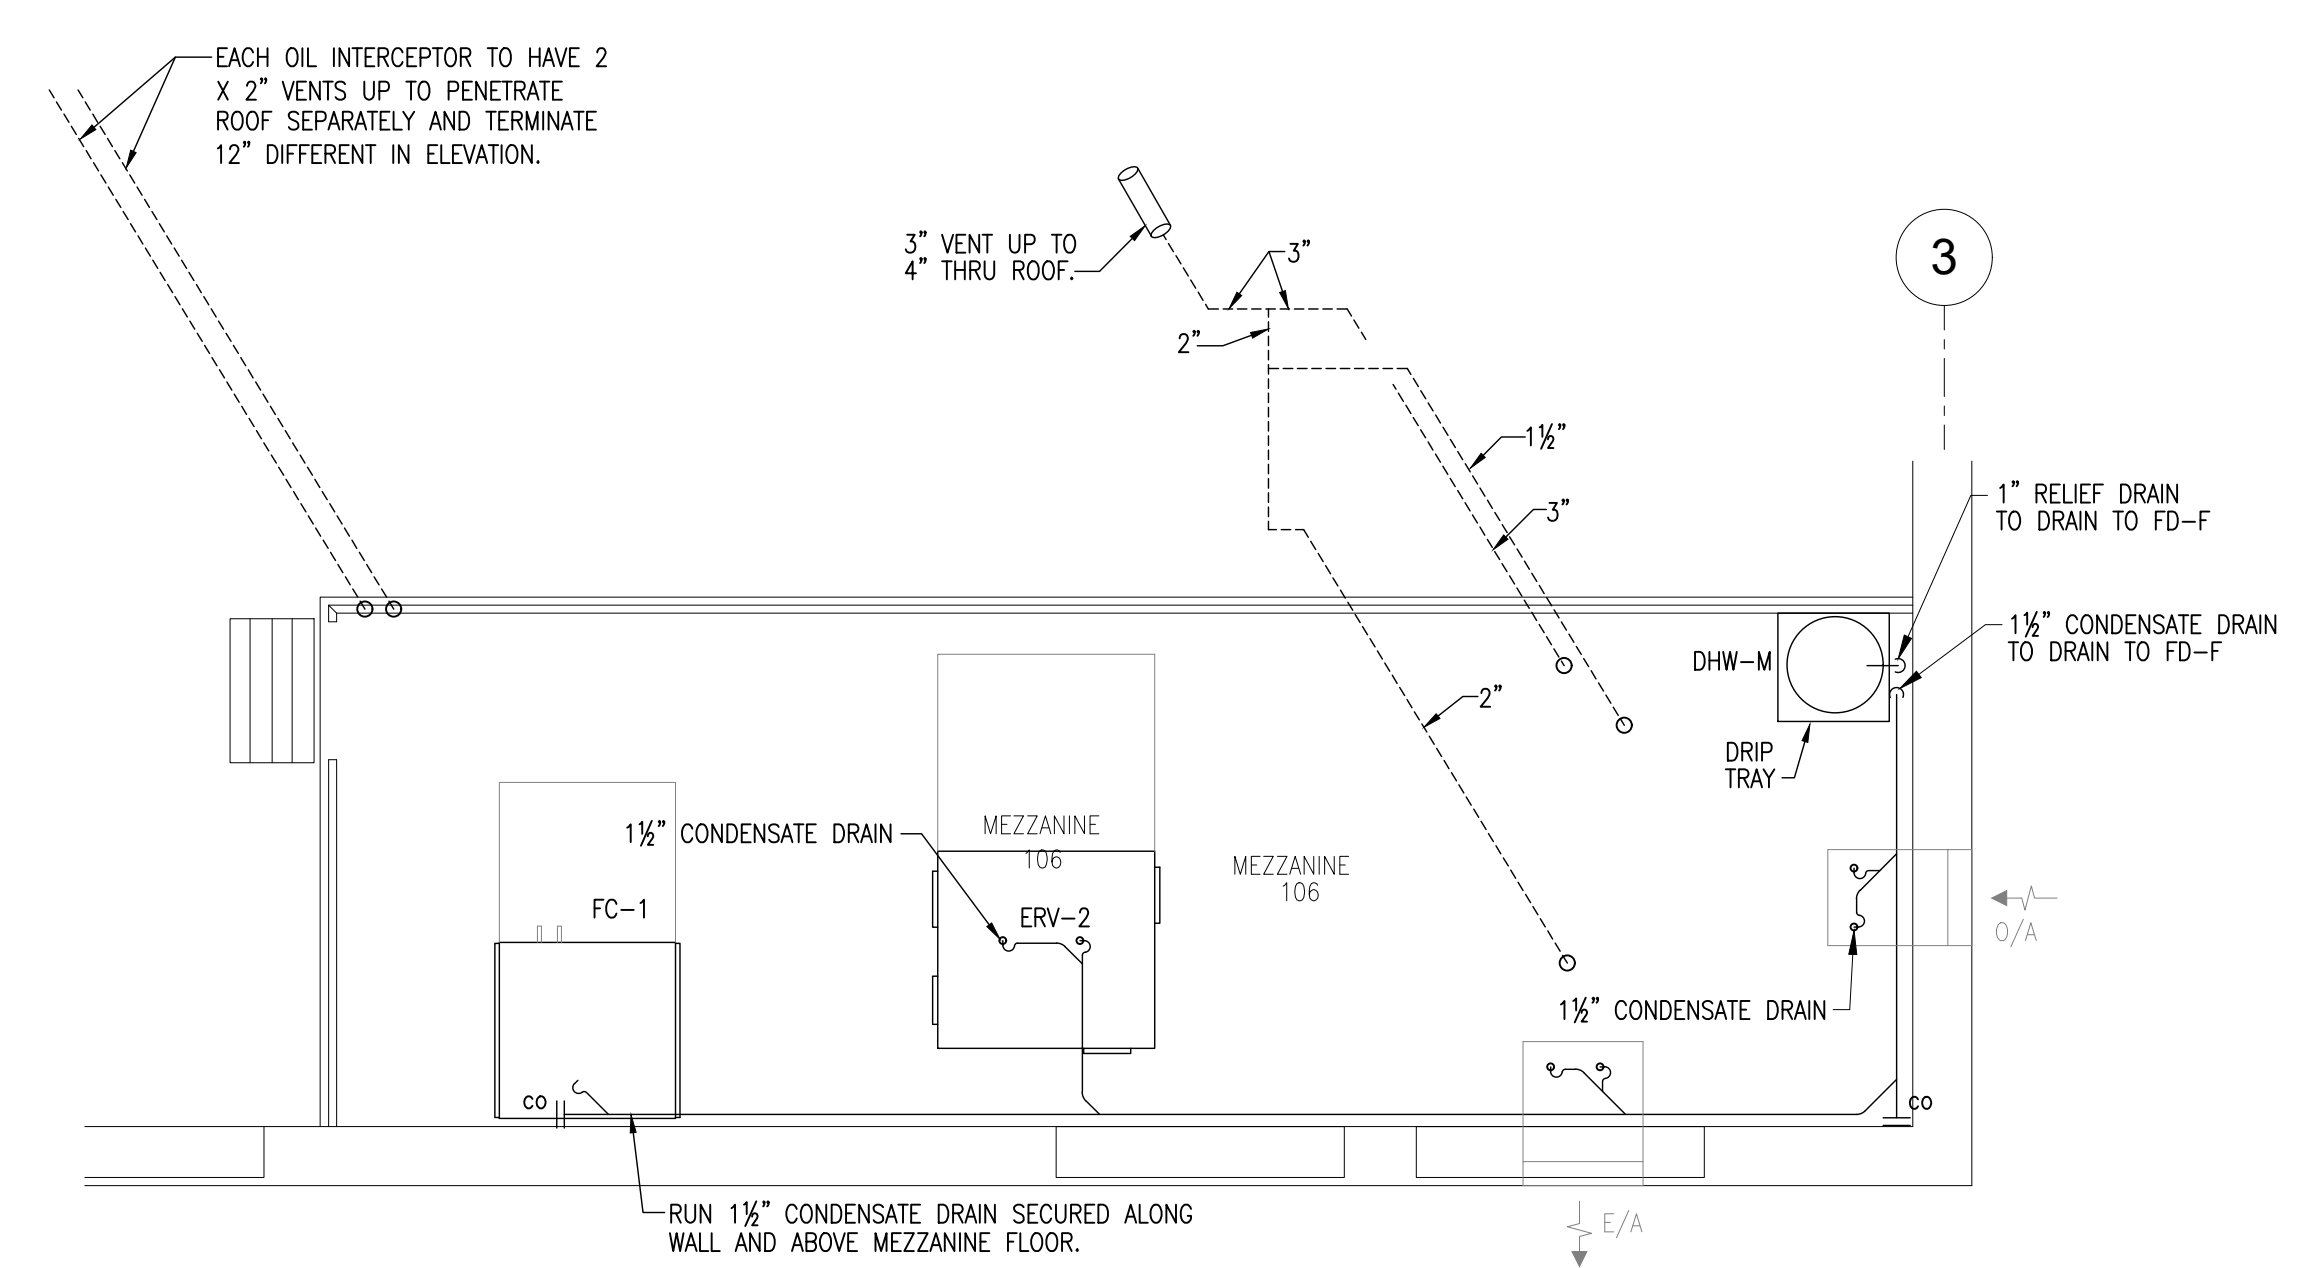 EACH OIL INTERCEPTOR TO HAVE 2
X 2" VENTS UP TO PENETRATE
ROOF SEPARATELY AND TERMINATE
12" DIFFERENT IN ELEVATION.
3" VENT UP TO
4" THRU ROOF.
3"
2"
3
1½"
3"
1" RELIEF DRAIN
TO DRAIN TO FD-F
1½" CONDENSATE DRAIN
TO DRAIN TO FD-F
DHW-M
2"
DRIP
TRAY
1½" CONDENSATE DRAIN
MEZZANINE
106
MEZZANINE
106
FC-1
ERV-2
O/A
1½" CONDENSATE DRAIN
CO
CO
RUN 1½" CONDENSATE DRAIN SECURED ALONG
WALL AND ABOVE MEZZANINE FLOOR.
E/A